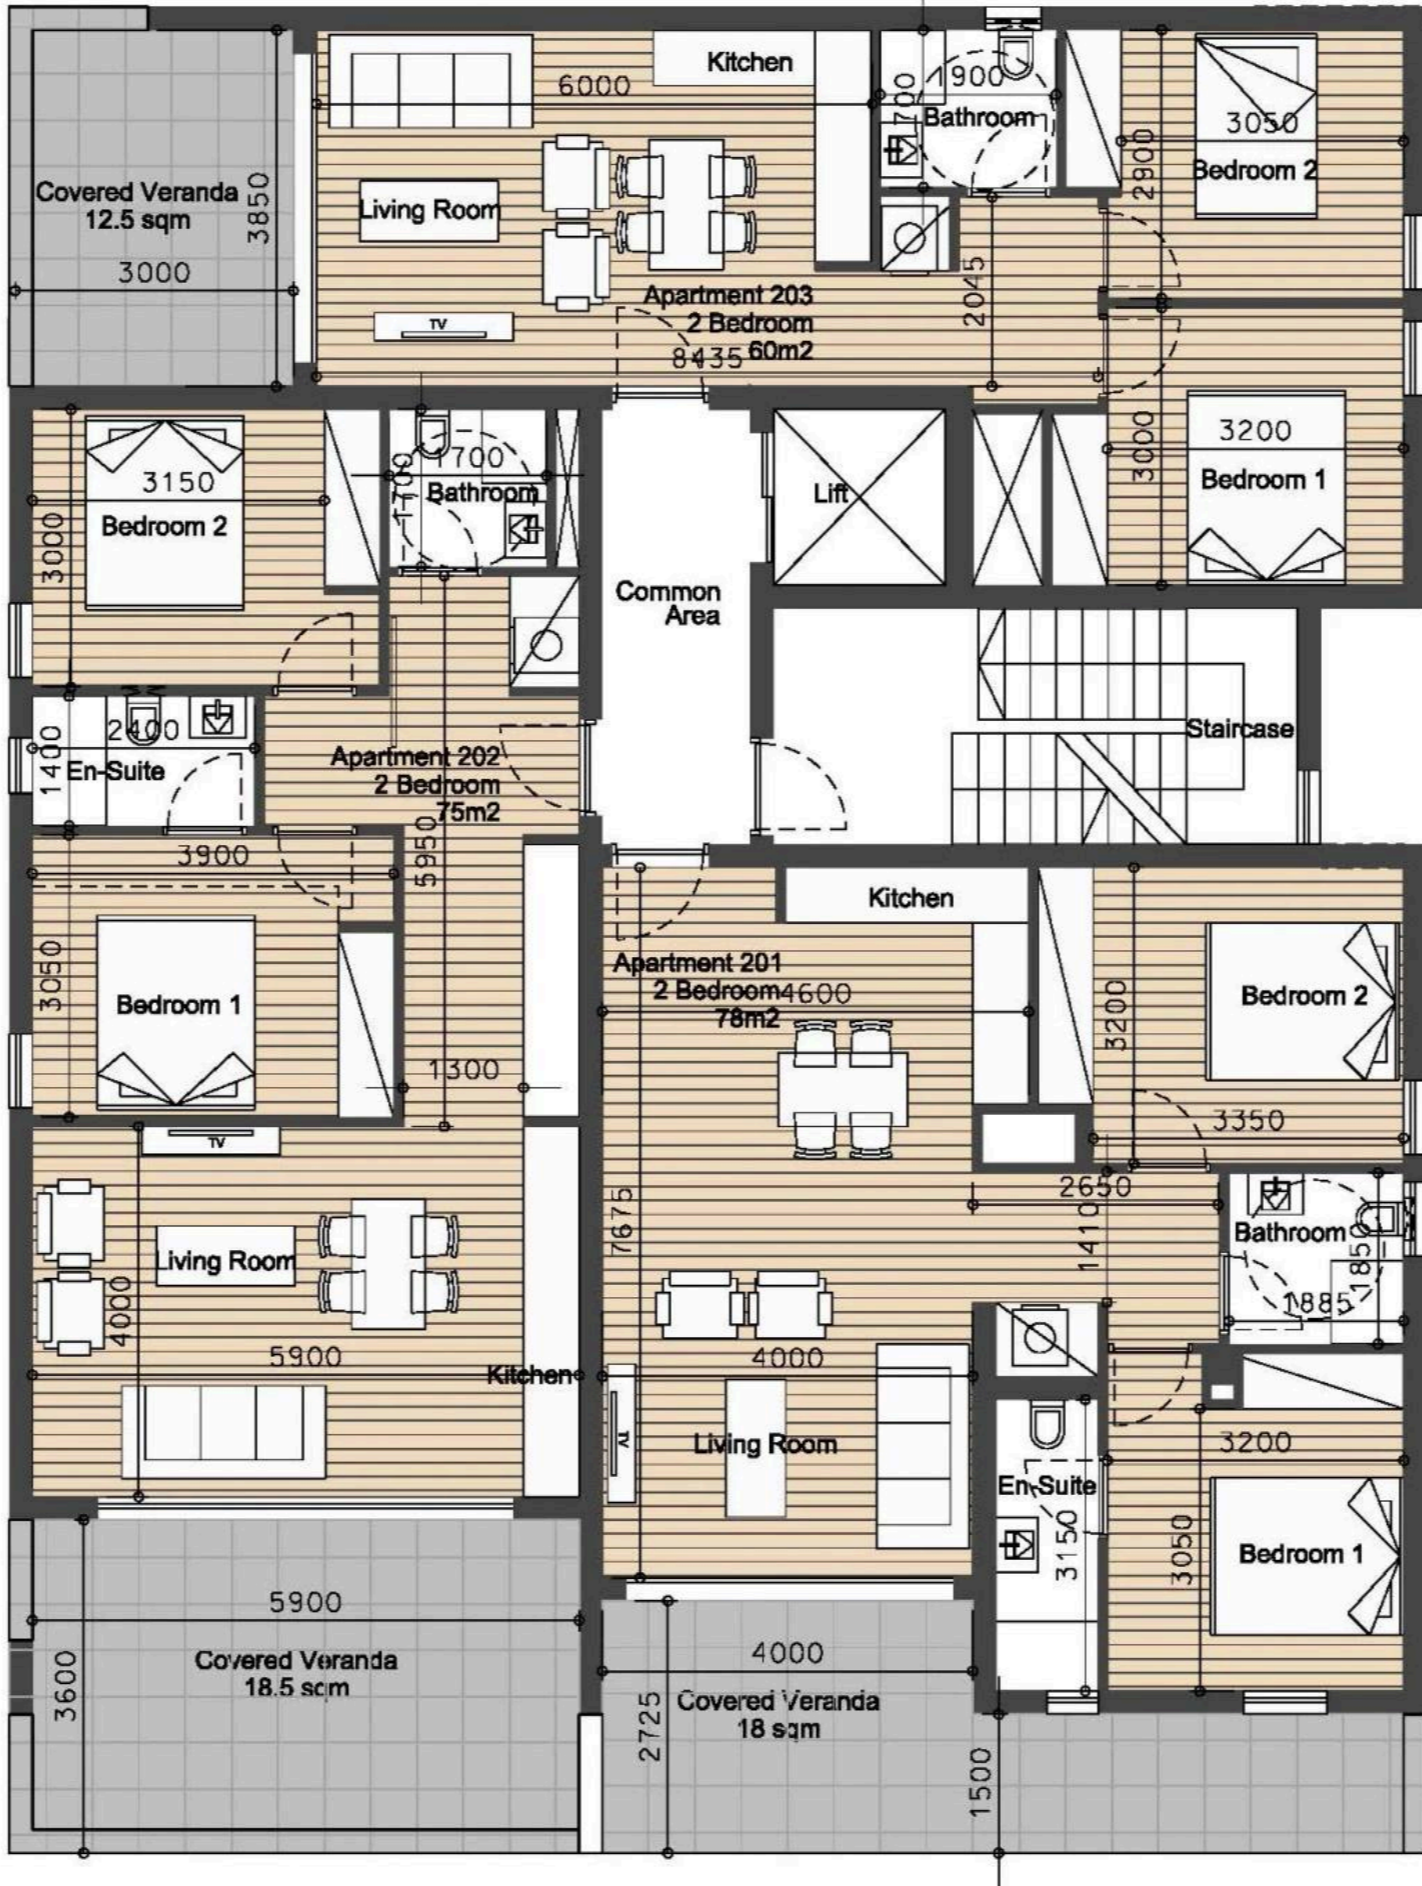 Kitchen
6000
1900
700
Bathroom
3050
2900
Bedroom 2
Covered Veranda
12.5 sqm
3850
3000
Living Room
TV
Apartment 203
2 Bedroom
60m2
8435
2045
3000
3200
Bedroom 1
3150
Bedroom 2
3000
1700
1700
Bathroom
Lift
Common
Area
Staircase
2400
1400
En-Suite
Apartment 202
2 Bedroom
75m2
5950
3900
3050
Bedroom 1
1300
Kitchen
Apartment 201
2 Bedroom
78m2
4600
3200
Bedroom 2
3350
TV
Living Room
4000
5900
Kitchen
7675
2650
1410
Bathroom
1850
1885
4000
TV
Living Room
En-Suite
3150
3200
3050
Bedroom 1
5900
Covered Veranda
18.5 sqm
3600
4000
Covered Veranda
18 sqm
2725
1500